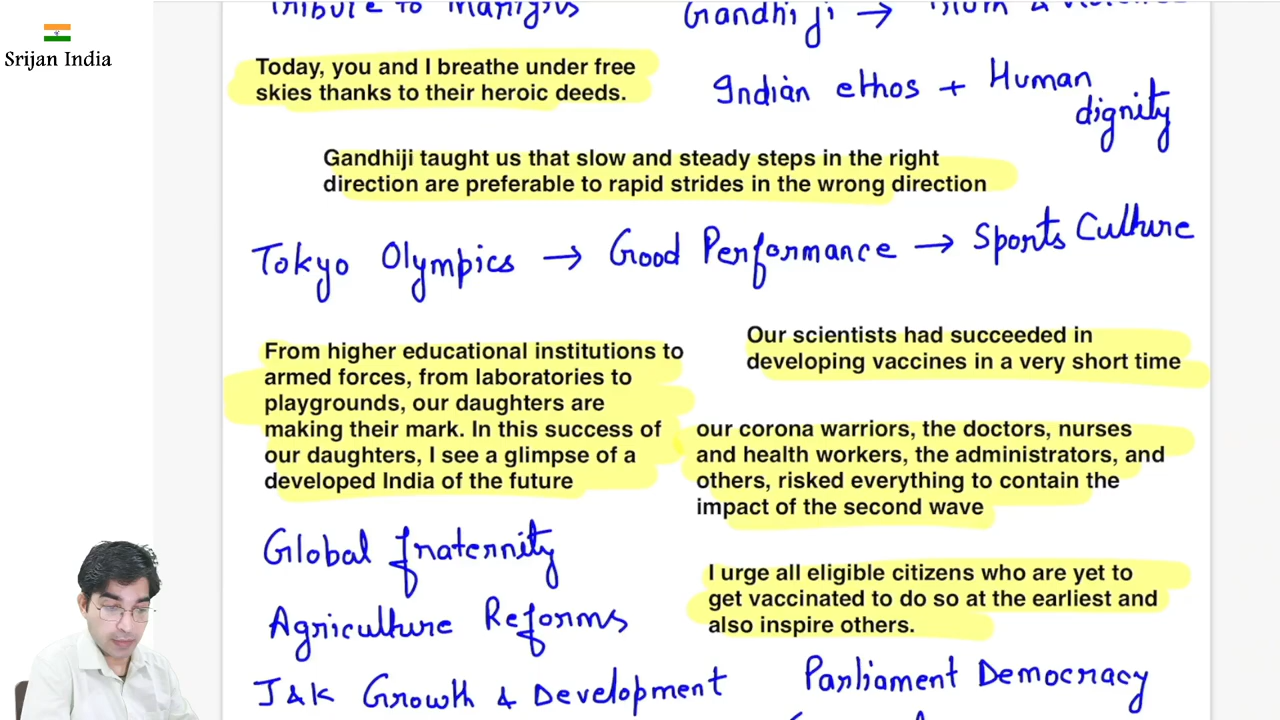 Srijan India
Tribute to
Gandhiji →
Today, you and I breathe under free
skies thanks to their heroic deeds.
Indian ethos + Human
dignity
Gandhiji taught us that slow and steady steps in the right
direction are preferable to rapid strides in the wrong direction
Tokyo Olympics → Good Performance → Sports Culture
From higher educational institutions to
armed forces, from laboratories to
playgrounds, our daughters are
making their mark. In this success of
our daughters, I see a glimpse of a
developed India of the future
Our scientists had succeeded in
developing vaccines in a very short time
our corona warriors, the doctors, nurses
and health workers, the administrators, and
others, risked everything to contain the
impact of the second wave
Global fraternity
Agriculture Reforms
I urge all eligible citizens who are yet to
get vaccinated to do so at the earliest and
also inspire others.
J&K Growth & Development
Parliament Democracy